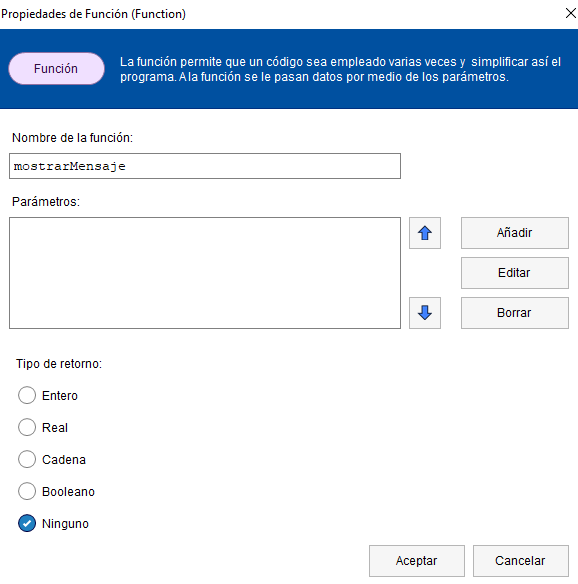 Propiedades de Función (Function)
Función
La función permite que un código sea empleado varias veces y simplificar así el
programa. A la función se le pasan datos por medio de los parámetros.
Nombre de la función:
mostrarMensaje
Parámetros:
Añadir
Editar
Borrar
Tipo de retorno:
Entero
Real
Cadena
Booleano
Ninguno
Aceptar
Cancelar